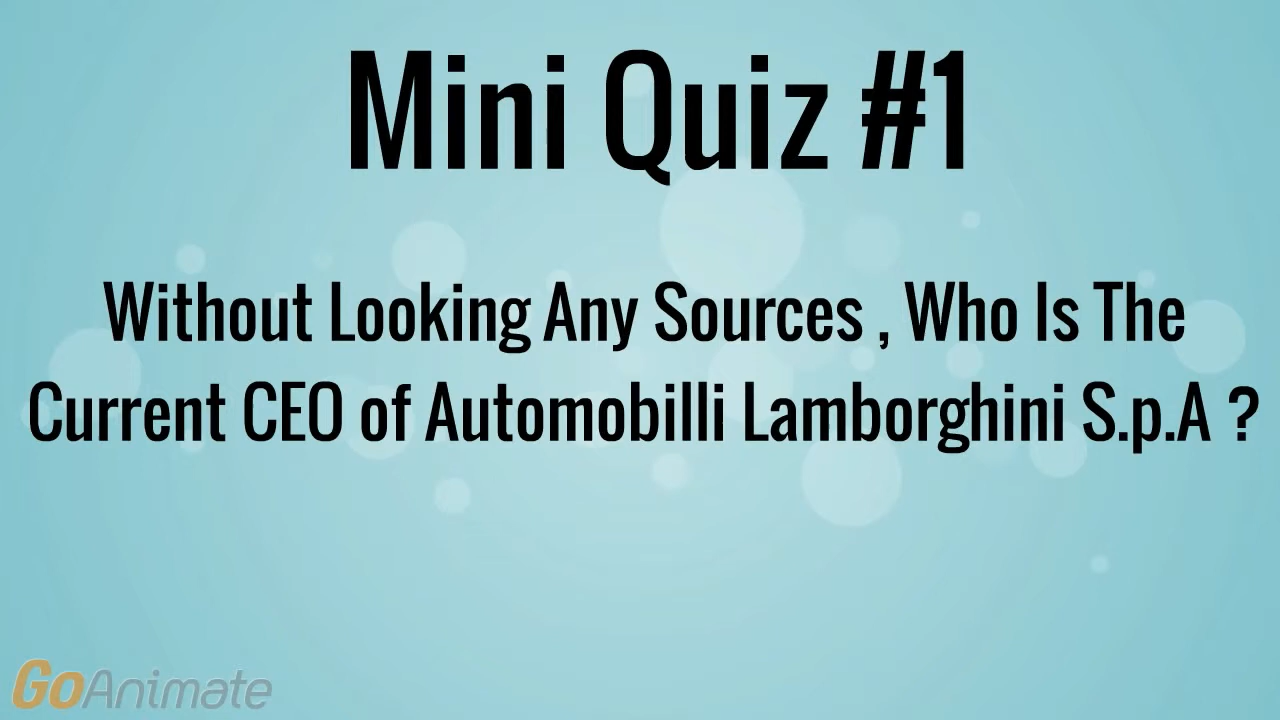 Mini Quiz #1
Without Looking Any Sources , Who Is The
Current CEO of Automobilli Lamborghini S.p.A ?
GoAnimate